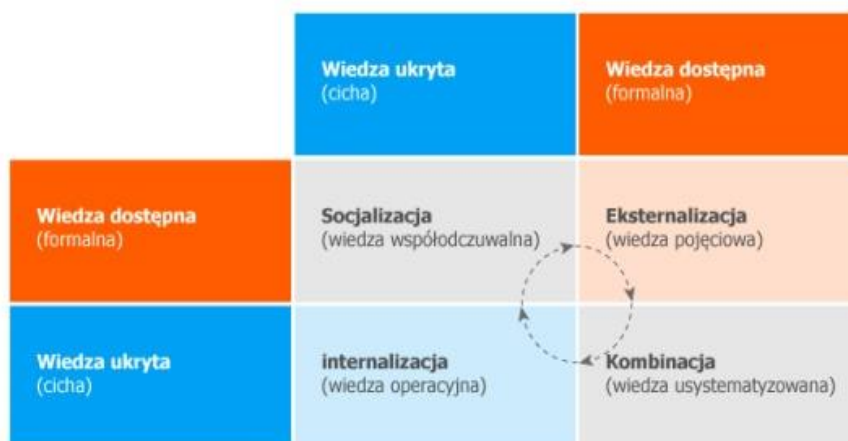 Wiedza ukryta
(cicha)
Wiedza dostępna
(formalna)
Wiedza dostępna
(formalna)
Socjalizacja
(wiedza współodczuwalna)
Eksternalizacja
(wiedza pojęciowa)
Wiedza ukryta
(cicha)
internalizacja
(wiedza operacyjna)
Kombinacja
(wiedza usystematyzowana)